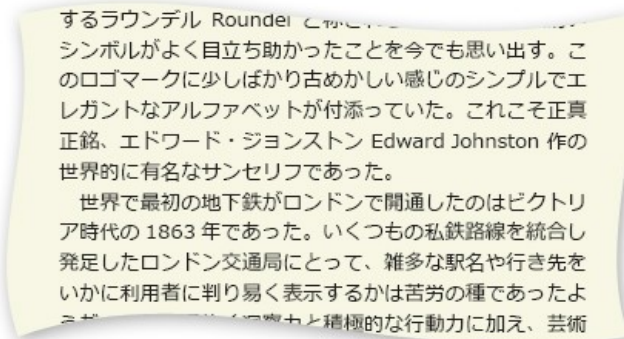 するラウンデル Roundel と称され
シンボルがよく目立ち助かったことを今でも思い出す。こ
のロゴマークに少しばかり古めかしい感じのシンプルでエ
レガントなアルファベットが付添っていた。これこそ正真
正銘、エドワード・ジョンストン Edward Johnston 作の
世界的に有名なサンセリフであった。
　世界で最初の地下鉄がロンドンで開通したのはビクトリ
ア時代の 1863 年であった。いくつもの私鉄路線を統合し
発足したロンドン交通局にとって、雑多な駅名や行き先を
いかに利用者に判り易く表示するかは苦労の種であったよ
うだ 洞察力と積極的な行動力に加え、芸術